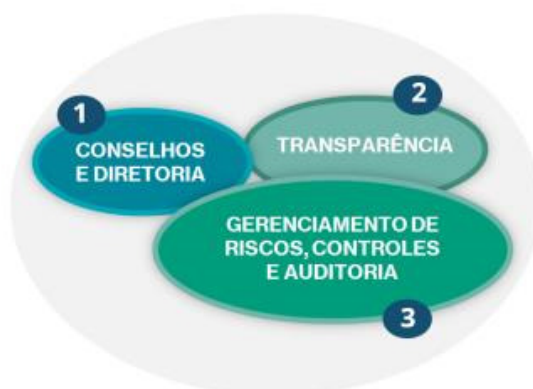 1
CONSELHOS
E DIRETORIA
2
TRANSPARÊNCIA
GERENCIAMENTO DE
RISCOS, CONTROLES
E AUDITORIA
3